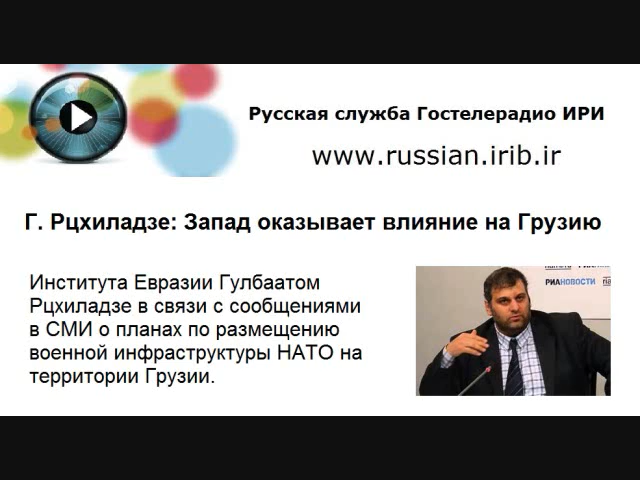 Русская служба Гостелерадио ИРИ
www.russian.irib.ir
Г. Рцхиладзе: Запад оказывает влияние на Грузию
Института Евразии Гулбаатом
Рцхиладзе в связи с сообщениями
в СМИ о планах по размещению
военной инфраструктуры НАТО на
территории Грузии.
РИАНОВОСТИ